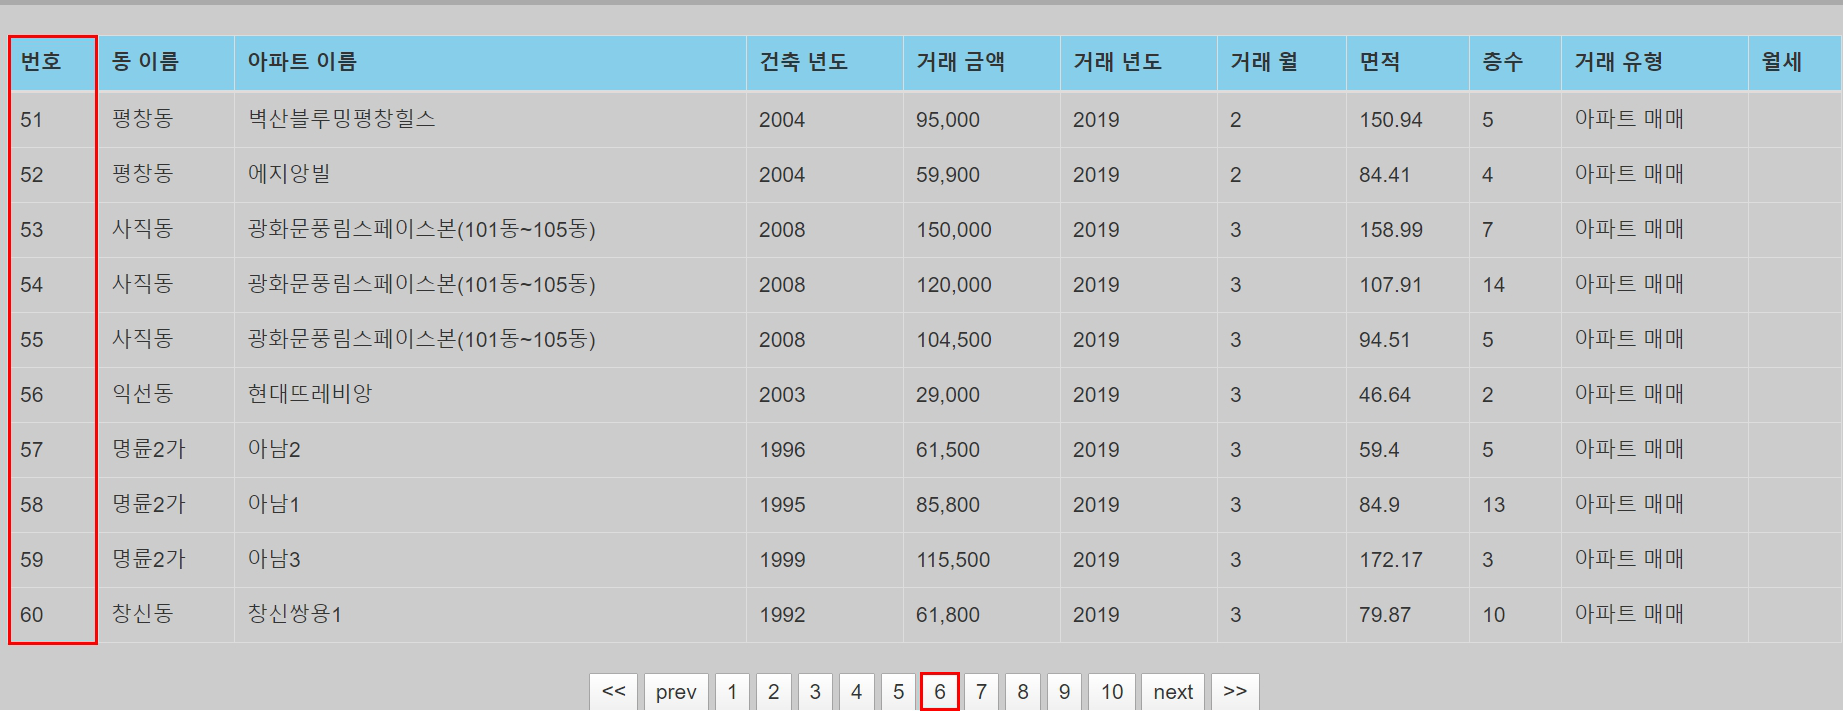 번호 동 이름 아파트 이름 건축 년도 거래 금액 거래 년도 거래 월 면적 층수 거래 유형 월세
51 평창동 벽산블루밍평창힐스 2004 95,000 2019 2 150.94 5 아파트 매매
52 평창동 에지앙빌 2004 59,900 2019 2 84.41 4 아파트 매매
53 사직동 광화문풍림스페이스본(101동~105동) 2008 150,000 2019 3 158.99 7 아파트 매매
54 사직동 광화문풍림스페이스본(101동~105동) 2008 120,000 2019 3 107.91 14 아파트 매매
55 사직동 광화문풍림스페이스본(101동~105동) 2008 104,500 2019 3 94.51 5 아파트 매매
56 익선동 현대뜨레비앙 2003 29,000 2019 3 46.64 2 아파트 매매
57 명륜2가 아남2 1996 61,500 2019 3 59.4 5 아파트 매매
58 명륜2가 아남1 1995 85,800 2019 3 84.9 13 아파트 매매
59 명륜2가 아남3 1999 115,500 2019 3 172.17 3 아파트 매매
60 창신동 창신쌍용1 1992 61,800 2019 3 79.87 10 아파트 매매
<< prev 1 2 3 4 5 6 7 8 9 10 next >>